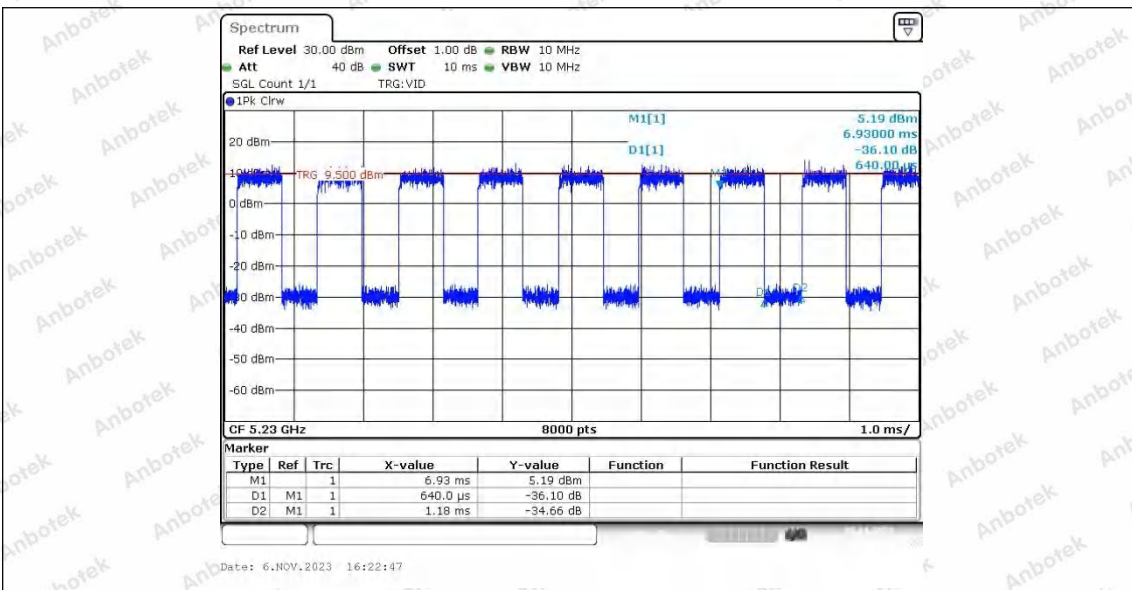 Spectrum
Ref Level 30.00 dBm Offset 1.00 dB RBW 10 MHz
Att 40 dB SWT 10 ms VBW 10 MHz
SGL Count 1/1 TRG:VID
1Pk Clrw
M1[1] 5.19 dBm
6.93000 ms
20 dBm
D1[1] -36.10 dB
640.00 µs
TRG 9.500 dBm
0 dBm
-10 dBm
-20 dBm
D2
-40 dBm
-50 dBm
-60 dBm
CF 5.23 GHz 8000 pts 1.0 ms/
Marker
Type Ref Trc X-value Y-value Function Function Result
M1 1 6.93 ms 5.19 dBm
D1 M1 1 640.0 µs -36.10 dB
D2 M1 1 1.18 ms -34.66 dB
Date: 6.NOV.2023 16:22:47
Anbotek